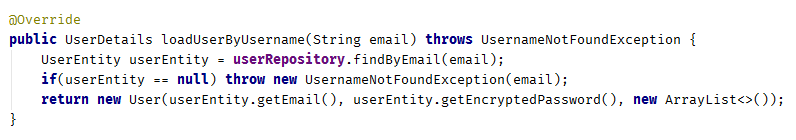 @Override
public UserDetails loadUserByUsername(String email) throws UsernameNotFoundException {
UserEntity userEntity = userRepository.findByEmail(email);
if(userEntity == null) throw new UsernameNotFoundException(email);
return new User(userEntity.getEmail(), userEntity.getEncryptedPassword(), new ArrayList<>());
}